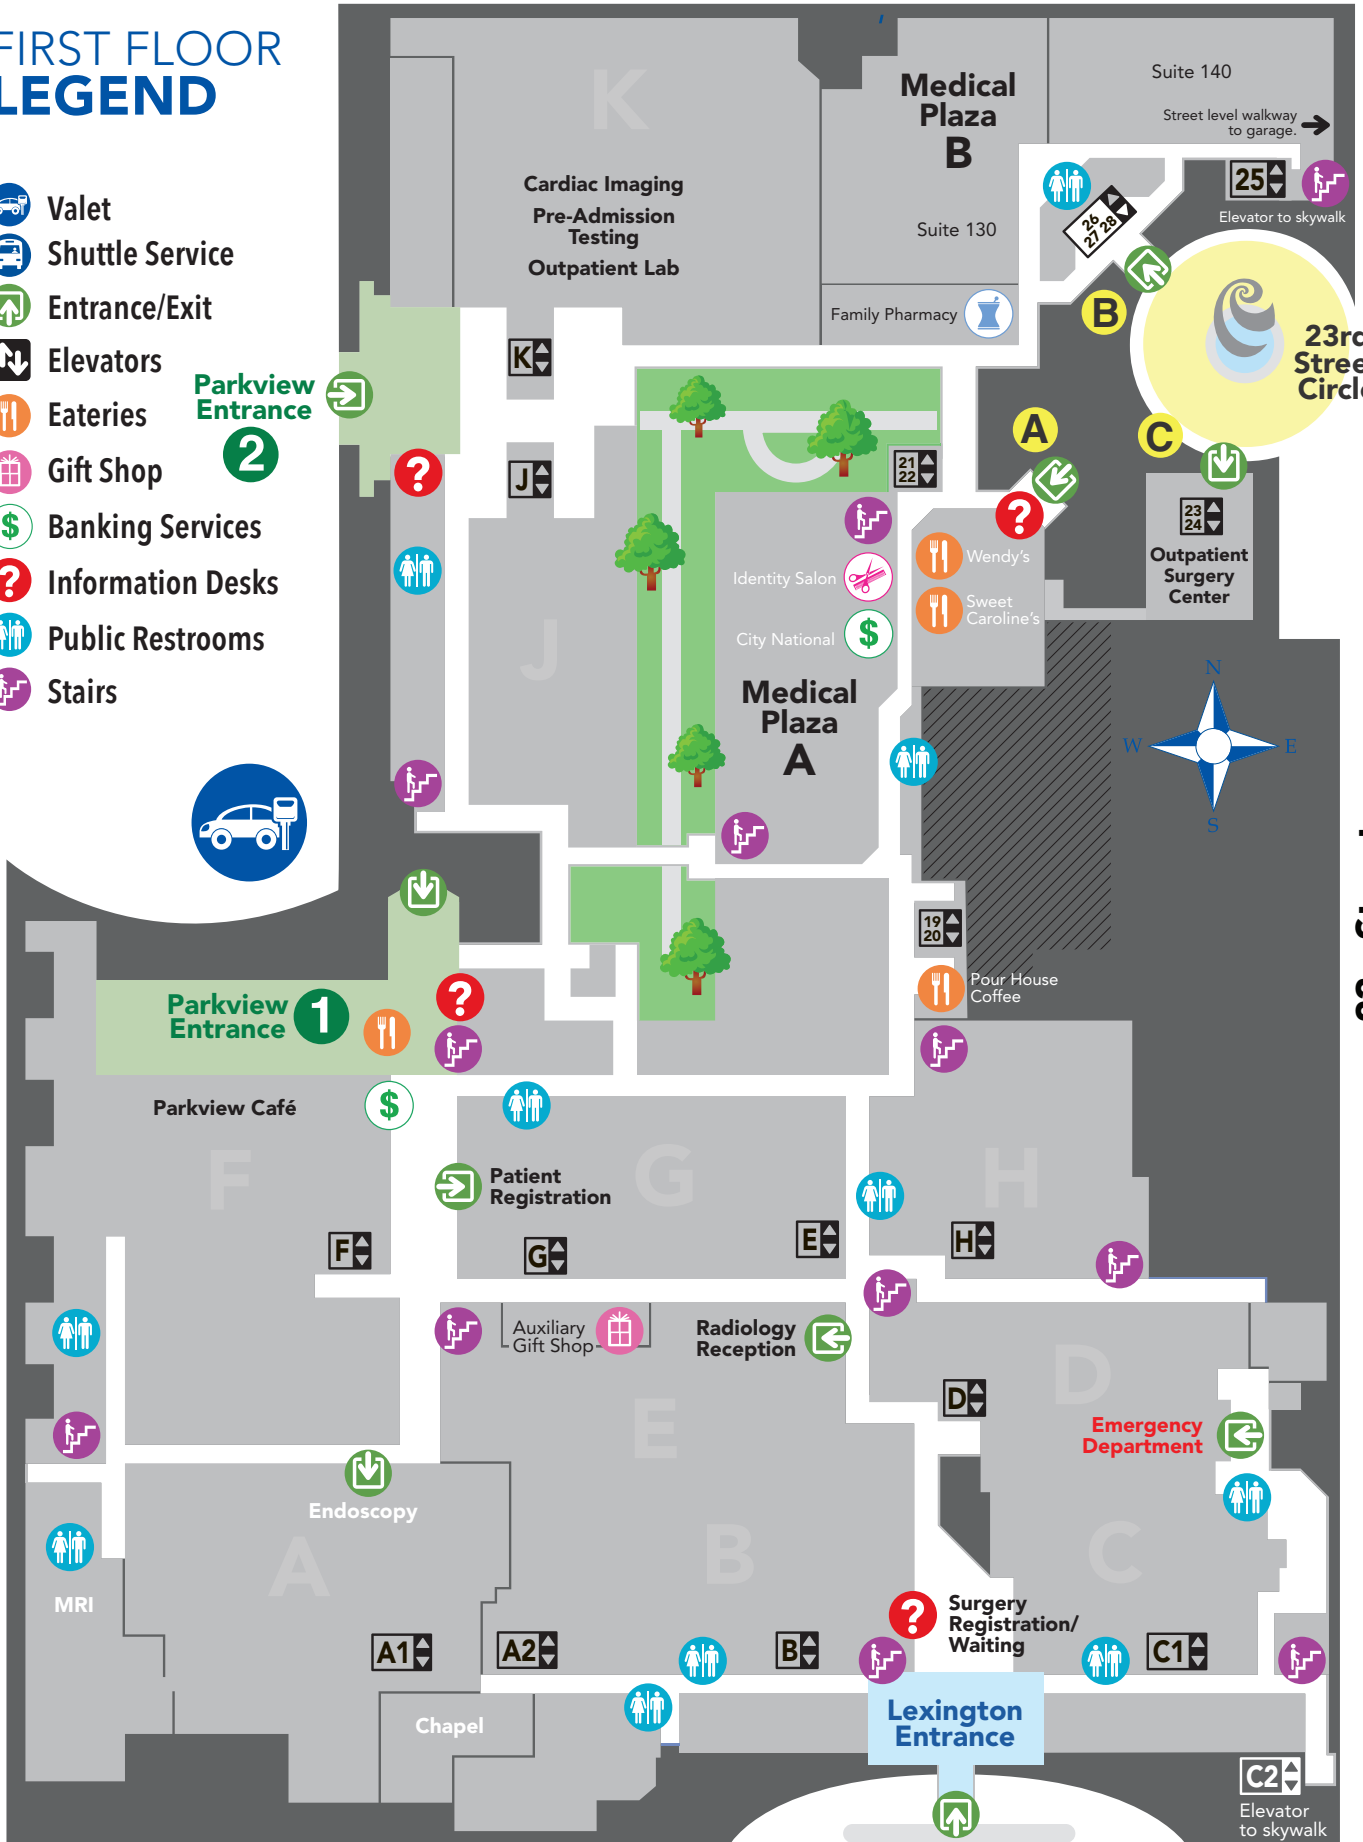 FIRST FLOOR
LEGEND
Valet
Shuttle Service
Entrance/Exit
Elevators
Eateries
Gift Shop
$
Banking Services
?
Information Desks
Public Restrooms
Stairs
K
Cardiac Imaging
Pre-Admission
Testing
Outpatient Lab
Medical
Plaza
B
Suite 140
Street level walkway
to garage.
25
Elevator to skywalk
26
27 28
Suite 130
Family Pharmacy
B
23rd
Street
Circle
Parkview
Entrance
2
K
J
?
A
C
21
22
?
23
24
Outpatient
Surgery
Center
Wendy's
Sweet
Caroline's
Identity Salon
City National
$
J
Medical
Plaza
A
N
W
E
S
19
20
Pour House
Coffee
Parkview
Entrance
1
?
Parkview Café
$
F
G
H
Patient
Registration
F
G
E
H
Auxiliary
Gift Shop
Radiology
Reception
D
E
D
Emergency
Department
Endoscopy
A
B
C
MRI
?
Surgery
Registration/
Waiting
A1
A2
B
C1
Chapel
Lexington
Entrance
C2
Elevator
to skywalk